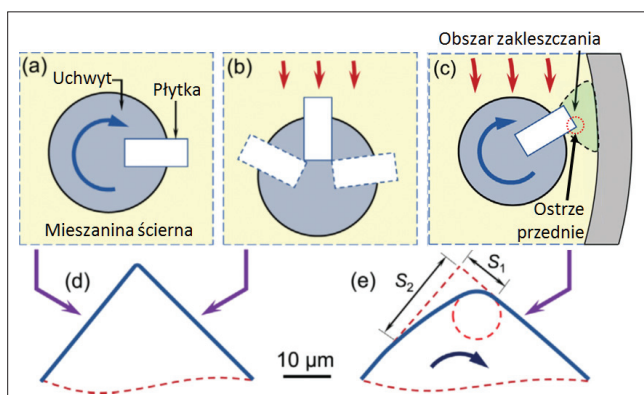 Obszar zakleszczania
(a)
Uchwyt
Płytka
Mieszanina ścierna
(b)
(c)
Ostrze
przednie
(d)
(e)
S₂
S₁
10 μm